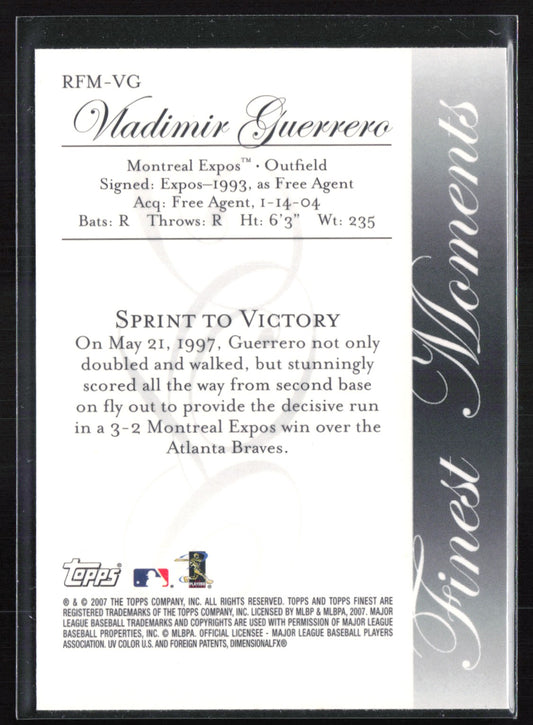 RFM-VG
Vladimir Guerrero
Montreal Expos™ · Outfield
Signed: Expos–1993, as Free Agent
Acq: Free Agent, 1-14-04
Bats: R Throws: R Ht: 6'3" Wt: 235
Sprint to Victory
On May 21, 1997, Guerrero not only
doubled and walked, but stunningly
scored all the way from second base
on fly out to provide the decisive run
in a 3-2 Montreal Expos win over the
Atlanta Braves.
Finest Moments
topps
PLAYERS
® & © 2007 THE TOPPS COMPANY, INC. ALL RIGHTS RESERVED. TOPPS AND TOPPS FINEST ARE
REGISTERED TRADEMARKS OF THE TOPPS COMPANY, INC. LICENSED BY MLBP & MLBPA, 2007. MAJOR
LEAGUE BASEBALL TRADEMARKS AND COPYRIGHTS ARE USED WITH PERMISSION OF MAJOR LEAGUE
BASEBALL PROPERTIES, INC. © MLBPA. OFFICIAL LICENSEE - MAJOR LEAGUE BASEBALL PLAYERS
ASSOCIATION. UV COLOR U.S. AND FOREIGN PATENTS, DIMENSIONALFX®